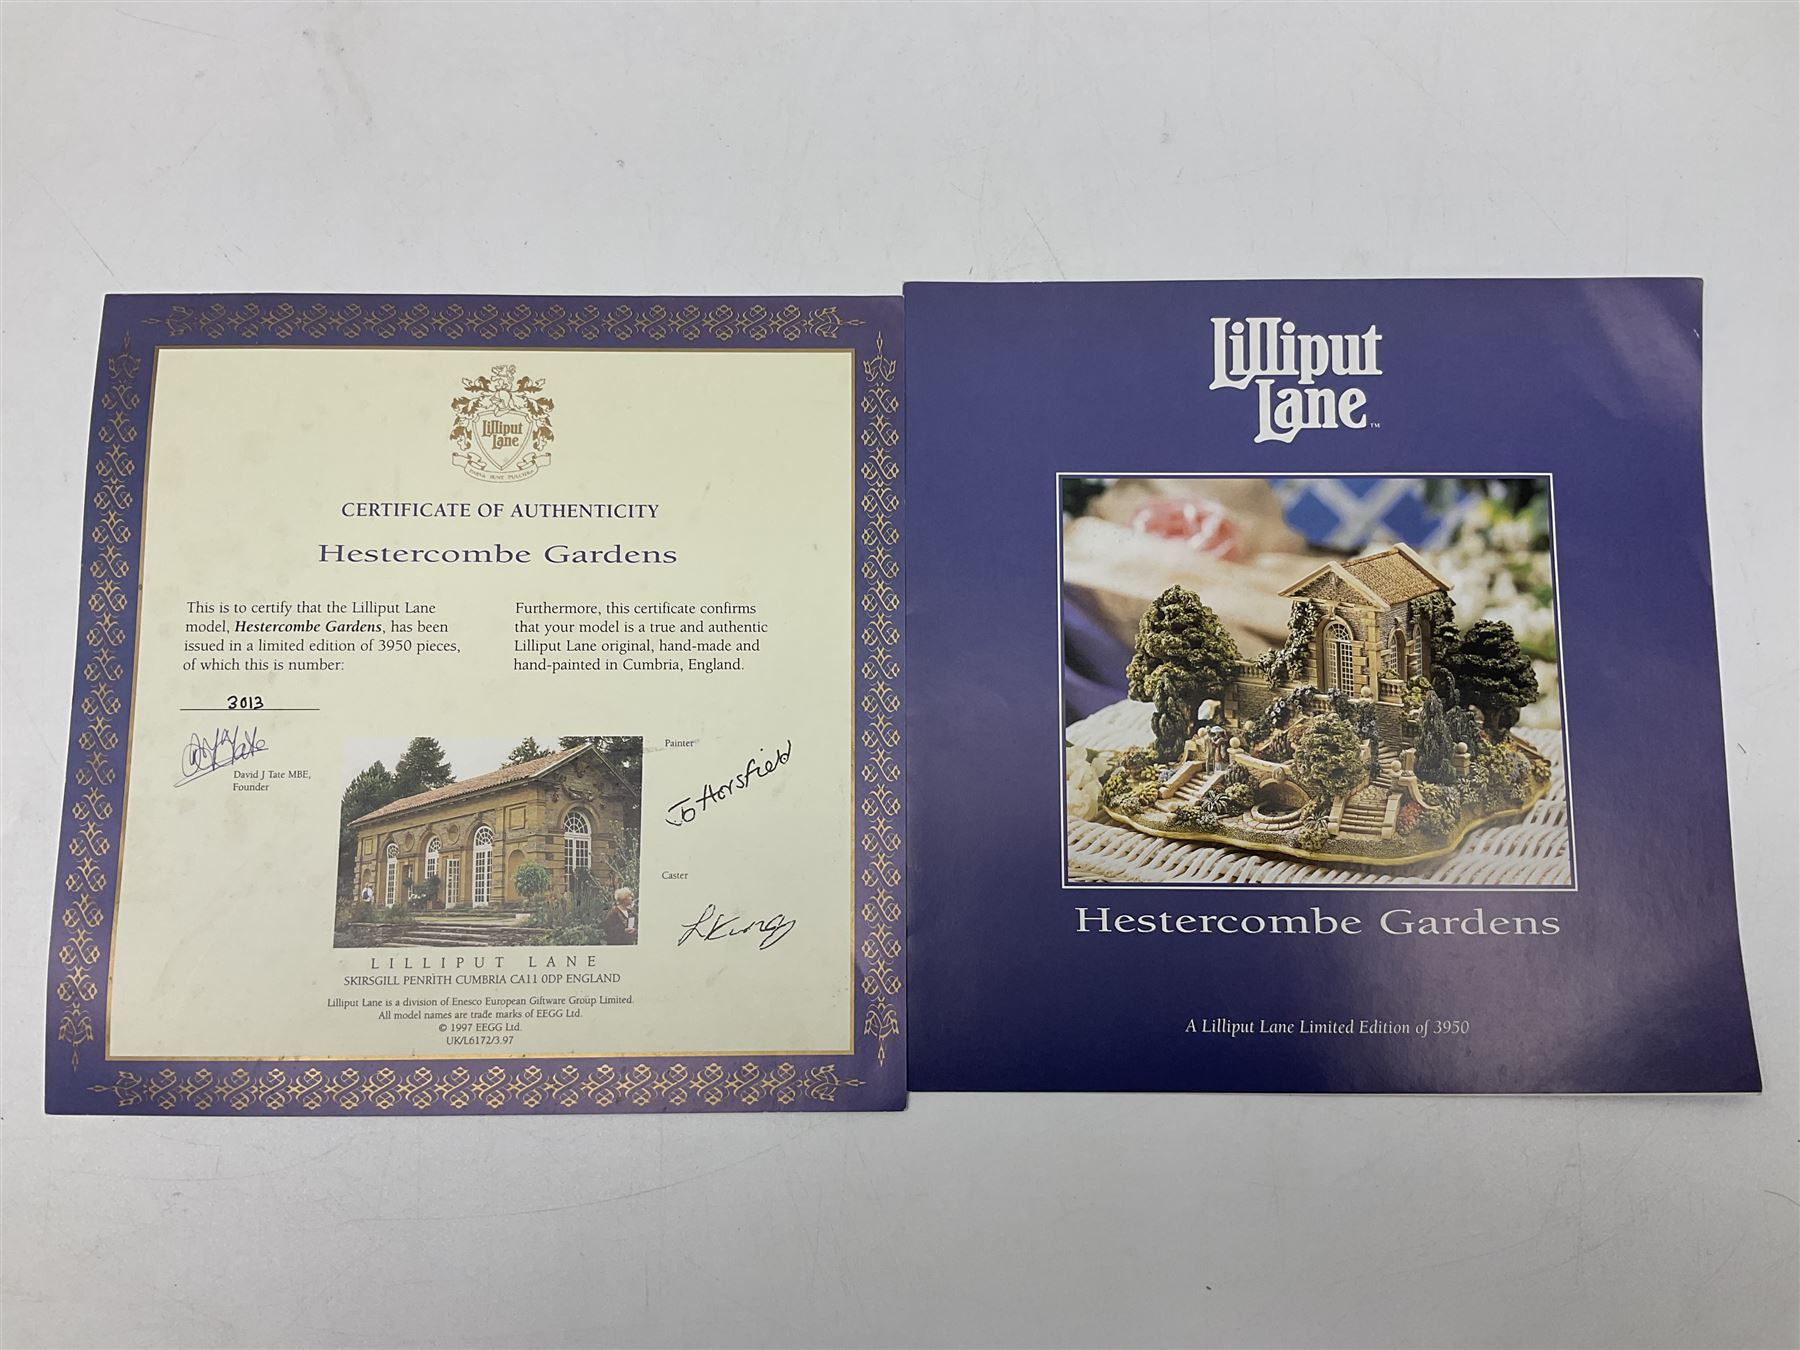 Lilliput
Lane
PARVA SUNT PULCHRA
CERTIFICATE OF AUTHENTICITY
Hestercombe Gardens
This is to certify that the Lilliput Lane
model, Hestercombe Gardens, has been
issued in a limited edition of 3950 pieces,
of which this is number:
3013
David J Tate MBE,
Founder
Furthermore, this certificate confirms
that your model is a true and authentic
Lilliput Lane original, hand-made and
hand-painted in Cumbria, England.
Painter
Jo Horsfield
Caster
LILLIPUT LANE
SKIRSGILL PENRITH CUMBRIA CA11 0DP ENGLAND
Lilliput Lane is a division of Enesco European Giftware Group Limited.
All model names are trade marks of EEGG Ltd.
© 1997 EEGG Ltd.
UK/L6172/3.97
Lilliput
Lane™
Hestercombe Gardens
A Lilliput Lane Limited Edition of 3950